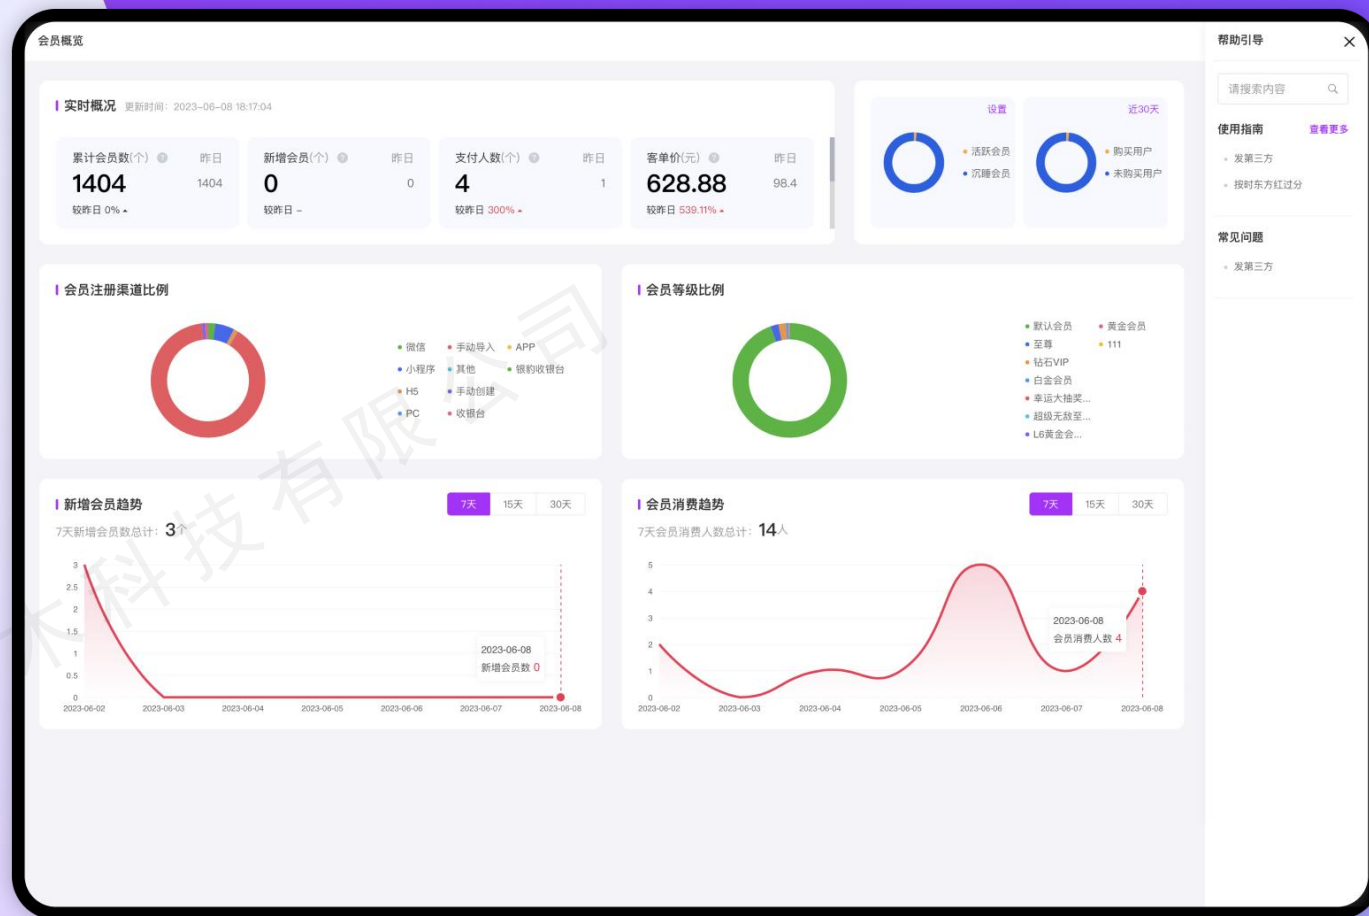 会员概览
实时概况 更新时间：2023-06-08 18:17:04
累计会员数(个) ? 昨日
1404 1404
较昨日 0%
新增会员(个) ? 昨日
0 0
较昨日 –
支付人数(个) ? 昨日
4 1
较昨日 300%
客单价(元) ? 昨日
628.88 98.4
较昨日 539.11%
设置
活跃会员
沉睡会员
近30天
购买用户
未购买用户
会员注册渠道比例
微信 手动导入 APP
小程序 其他 银豹收银台
H5 手动创建
PC 收银台
会员等级比例
默认会员 黄金会员
至尊 111
钻石VIP
白金会员
幸运大抽奖...
超级无敌至...
L6黄金会...
新增会员趋势 7天 15天 30天
7天新增会员数总计：3个
3
2.5
2
1.5
1
0.5
0
2023-06-08
新增会员数 0
2023-06-02 2023-06-03 2023-06-04 2023-06-05 2023-06-06 2023-06-07 2023-06-08
会员消费趋势 7天 15天 30天
7天会员消费人数总计：14人
5
4
3
2
1
0
2023-06-08
会员消费人数 4
2023-06-02 2023-06-03 2023-06-04 2023-06-05 2023-06-06 2023-06-07 2023-06-08
帮助引导
请搜索内容
使用指南 查看更多
发第三方
按时东方红过分
常见问题
发第三方
木科技有限公司